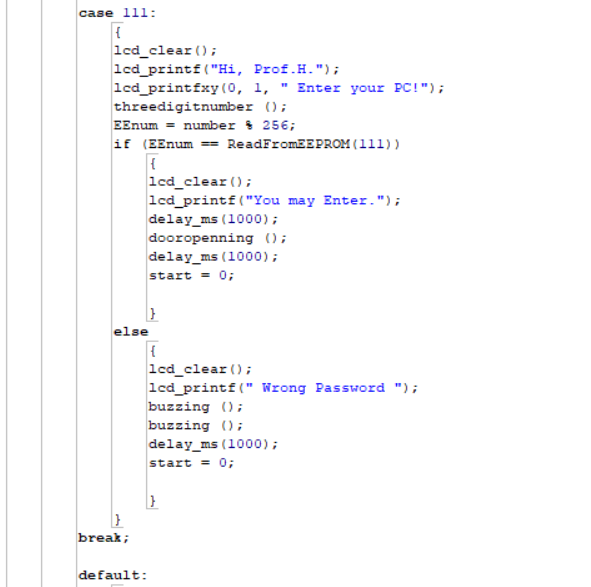 case 111:
{
lcd_clear();
lcd_printf("Hi, Prof.H.");
lcd_printfxy(0, 1, " Enter your PC!");
threedigitnumber ();
EEnum = number % 256;
if (EEnum == ReadFromEEPROM(111))
{
lcd_clear();
lcd_printf("You may Enter.");
delay_ms(1000);
dooropenning ();
delay_ms(1000);
start = 0;
}
else
{
lcd_clear();
lcd_printf(" Wrong Password ");
buzzing ();
buzzing ();
delay_ms(1000);
start = 0;
}
}
break;
default: